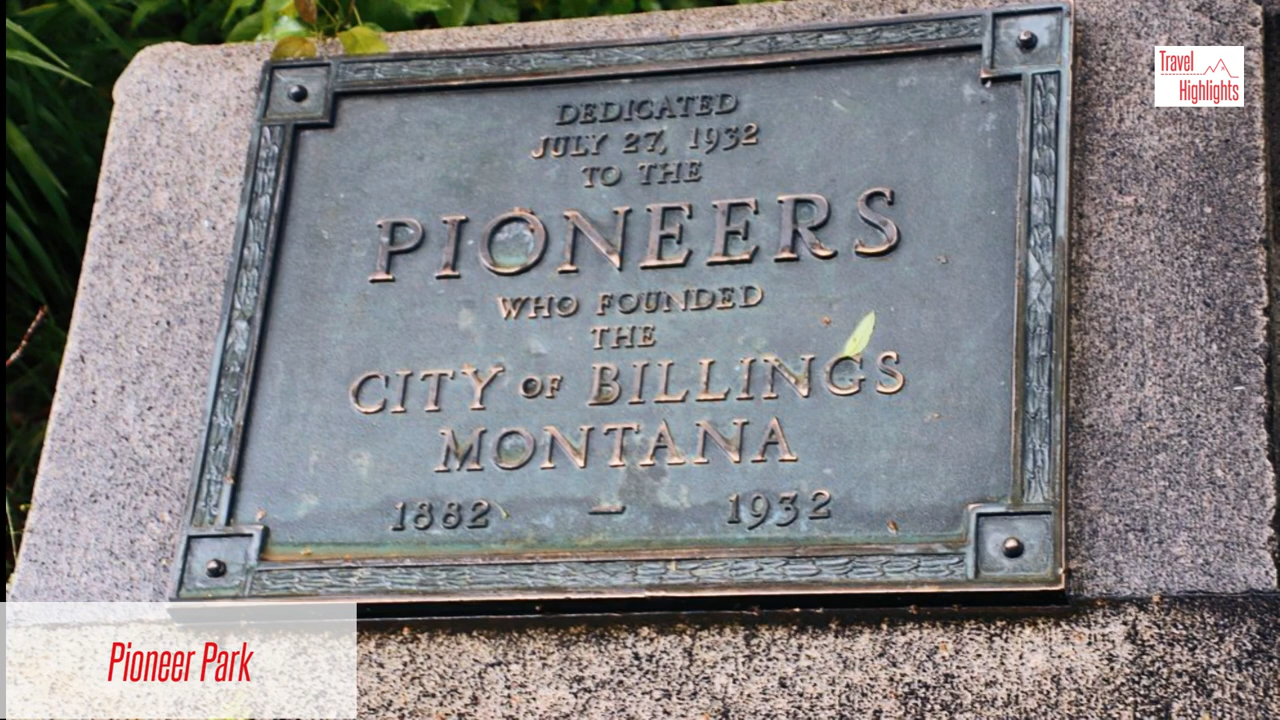 Travel
Highlights
DEDICATED
JULY 27, 1932
TO THE
PIONEERS
WHO FOUNDED
THE
CITY OF BILLINGS
MONTANA
1882 — 1932
Pioneer Park